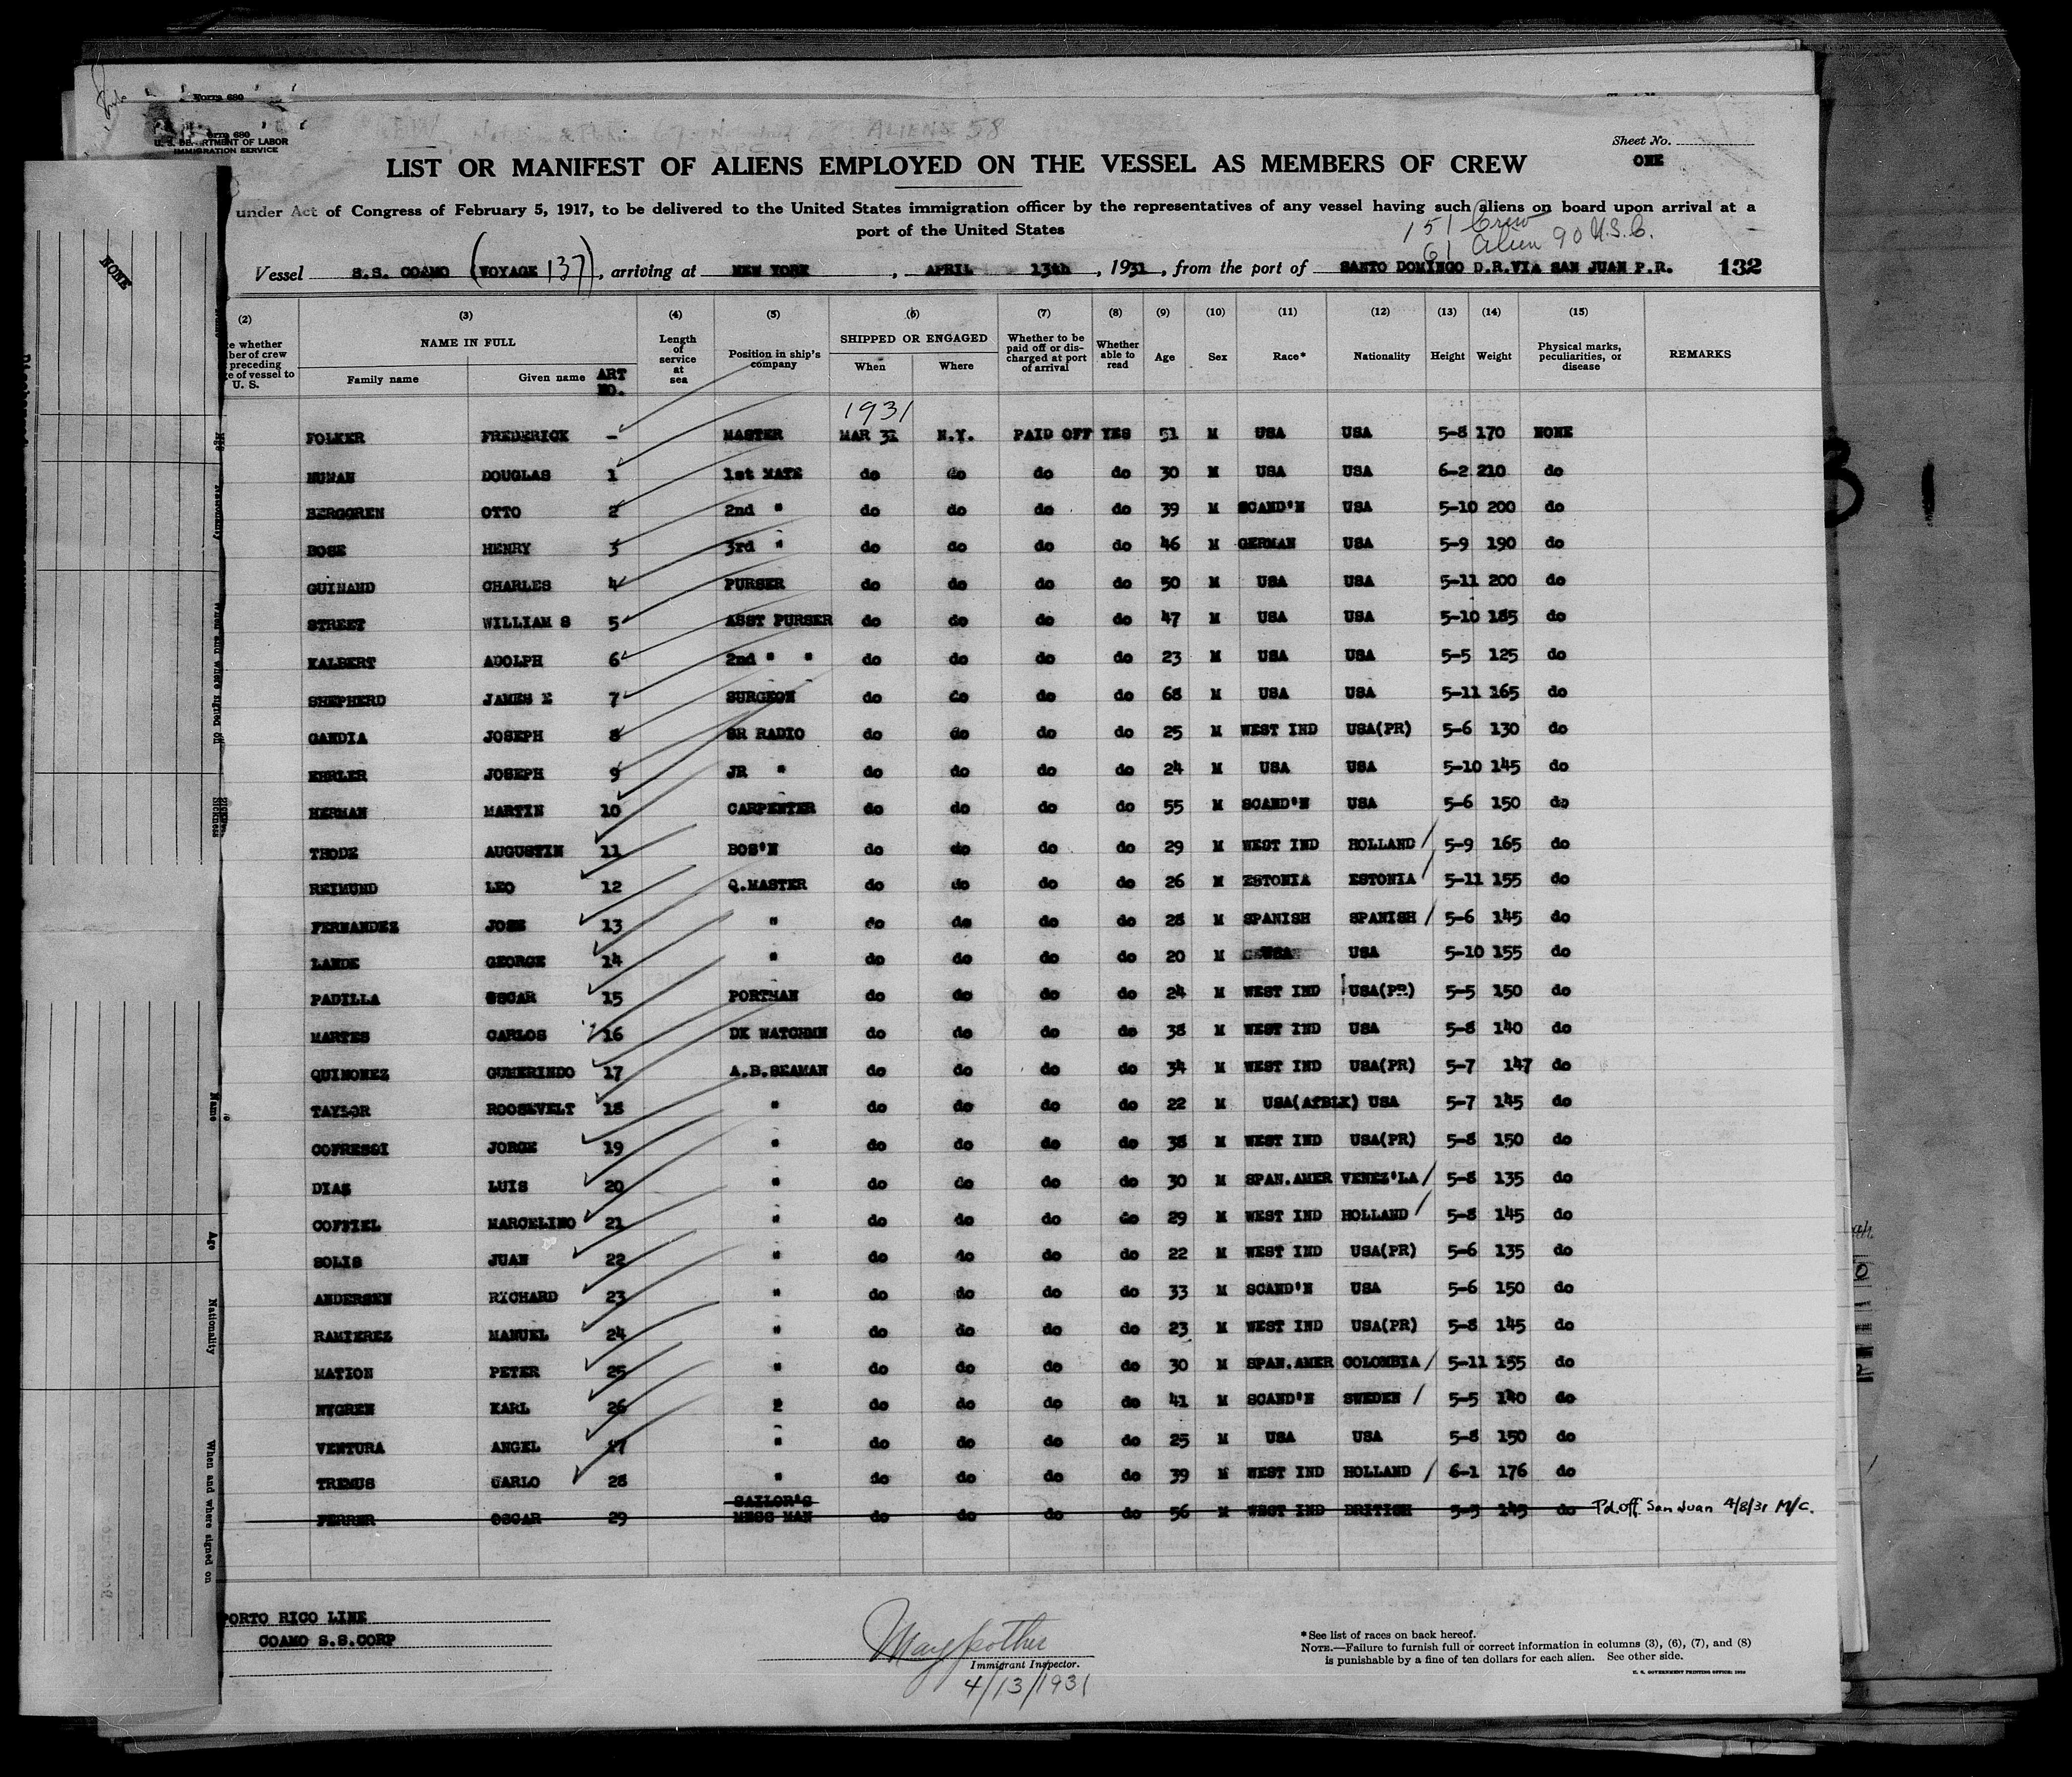 Form 680
Form 680
U. S. DEPARTMENT OF LABOR
IMMIGRATION SERVICE
ALIENS 58
Sheet No.
ONE
LIST OR MANIFEST OF ALIENS EMPLOYED ON THE VESSEL AS MEMBERS OF CREW
under Act of Congress of February 5, 1917, to be delivered to the United States immigration officer by the representatives of any vessel having such aliens on board upon arrival at a
port of the United States
151 Crew
61 Alien 90 U.S.C.
Vessel S.S. COAMO (VOYAGE 137), arriving at NEW YORK, APRIL 13th, 1931, from the port of SANTO DOMINGO D.R.VIA SAN JUAN P.R. 132
(2) (3) (4) (5) (6) (7) (8) (9) (10) (11) (12) (13) (14) (15)
whether
ber of crew
preceding
ge of vessel to
U. S.
NAME IN FULL
Family name
Given name
ART NO.
Length of service at sea
Position in ship's company
SHIPPED OR ENGAGED
When
Where
Whether to be paid off or discharged at port of arrival
Whether able to read
Age
Sex
Race*
Nationality
Height
Weight
Physical marks, peculiarities, or disease
REMARKS
1931
FOLKER FREDERICK - MASTER MAR 31 N.Y. PAID OFF YES 51 M USA USA 5-8 170 NONE
DOUGLAS 1 1st MATE do do do do 30 M USA USA 6-2 210 do
BERGGREN OTTO 2 2nd " do do do do 39 M SCAND'N USA 5-10 200 do
BOSE HENRY 3 3rd " do do do do 46 M GERMAN USA 5-9 190 do
GUINAND CHARLES 4 PURSER do do do do 50 M USA USA 5-11 200 do
STREET WILLIAM S 5 ASST PURSER do do do do 47 M USA USA 5-10 185 do
KALBERT ADOLPH 6 2nd " " do do do do 23 M USA USA 5-5 125 do
SHEPHERD JAMES E 7 SURGEON do do do do 68 M USA USA 5-11 165 do
GANDIA JOSEPH 8 SR RADIO do do do do 25 M WEST IND USA(PR) 5-6 130 do
EHRLER JOSEPH 9 JR " do do do do 24 M USA USA 5-10 145 do
HERMAN MARTIN 10 CARPENTER do do do do 55 M SCAND'N USA 5-6 150 do
THODE AUGUSTIN 11 BOS'N do do do do 29 M WEST IND HOLLAND / 5-9 165 do
REIMUND LEO 12 Q.MASTER do do do do 26 M ESTONIA ESTONIA / 5-11 155 do
FERNANDEZ JOSE 13 " do do do do 28 M SPANISH SPANISH / 5-6 145 do
LANDE GEORGE 14 " do do do do 20 M USA USA 5-10 155 do
PADILLA OSCAR 15 PORTMAN do do do do 24 M WEST IND USA(PR) 5-5 150 do
MARTES CARLOS 16 DK WATCHMN do do do do 38 M WEST IND USA 5-8 140 do
QUINONEZ GUMERINDO 17 A.B.SEAMAN do do do do 34 M WEST IND USA(PR) 5-7 147 do
TAYLOR ROOSEVELT 18 " do do do do 22 M USA(AFBLK) USA 5-7 145 do
COFRESSI JORGE 19 " do do do do 38 M WEST IND USA(PR) 5-8 150 do
DIAS LUIS 20 " do do do do 30 M SPAN.AMER VENEZ'LA / 5-8 135 do
COFFIEL MARCELINO 21 " do do do do 29 M WEST IND HOLLAND / 5-8 145 do
SOLIS JUAN 22 " do do do do 22 M WEST IND USA(PR) 5-6 135 do
ANDERSEN RICHARD 23 " do do do do 33 M SCAND'N USA 5-6 150 do
RAMIEREZ MANUEL 24 " do do do do 23 M WEST IND USA(PR) 5-8 145 do
MATION PETER 25 " do do do do 30 M SPAN.AMER COLOMBIA / 5-11 155 do
NYGREN KARL 26 " do do do do 41 M SCAND'N SWEDEN / 5-5 140 do
VENTURA ANGEL 27 " do do do do 25 M USA USA 5-8 150 do
TREMUS CARLO 28 " do do do do 39 M WEST IND HOLLAND / 6-1 176 do
SAILOR'S
FERRER OSCAR 29 MESS MAN do do do do 56 M WEST IND BRITISH 5-5 145 do Pd.off San Juan 4/8/31 M/C.
PORTO RICO LINE
COAMO S.S.CORP
Immigrant Inspector.
4/13/1931
*See list of races on back hereof.
NOTE.—Failure to furnish full or correct information in columns (3), (6), (7), and (8)
is punishable by a fine of ten dollars for each alien. See other side.
U. S. GOVERNMENT PRINTING OFFICE
NONE
When and where signed on
Name
Age
Nationality
When and where signed on